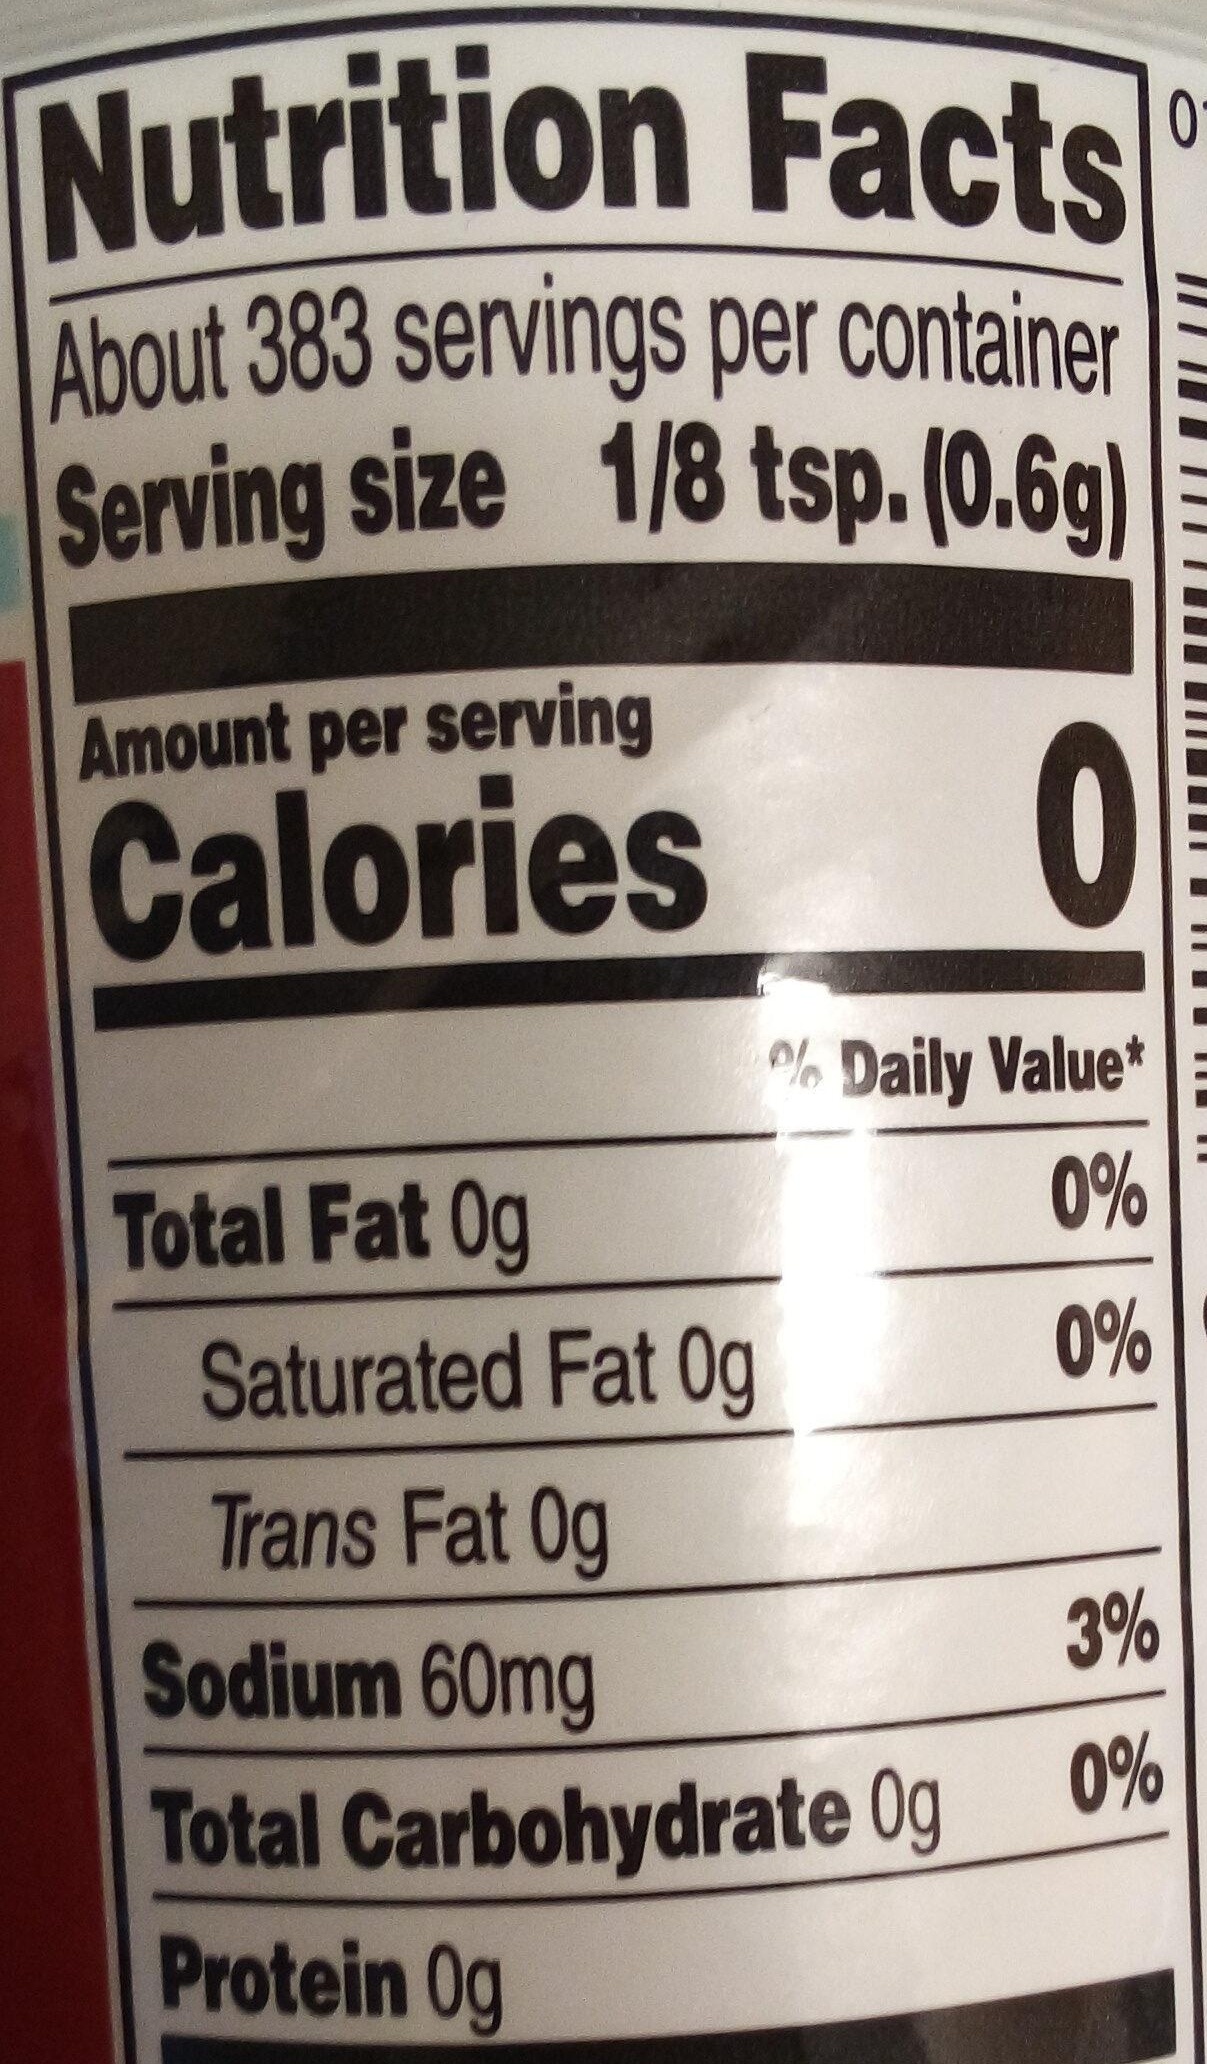 Nutrition Facts
About 383 servings per container
Serving size 1/8 tsp. (0.6g)
Amount per serving
Calories 0
% Daily Value*
Total Fat 0g 0%
Saturated Fat 0g 0%
Trans Fat 0g
Sodium 60mg 3%
Total Carbohydrate 0g 0%
Protein 0g